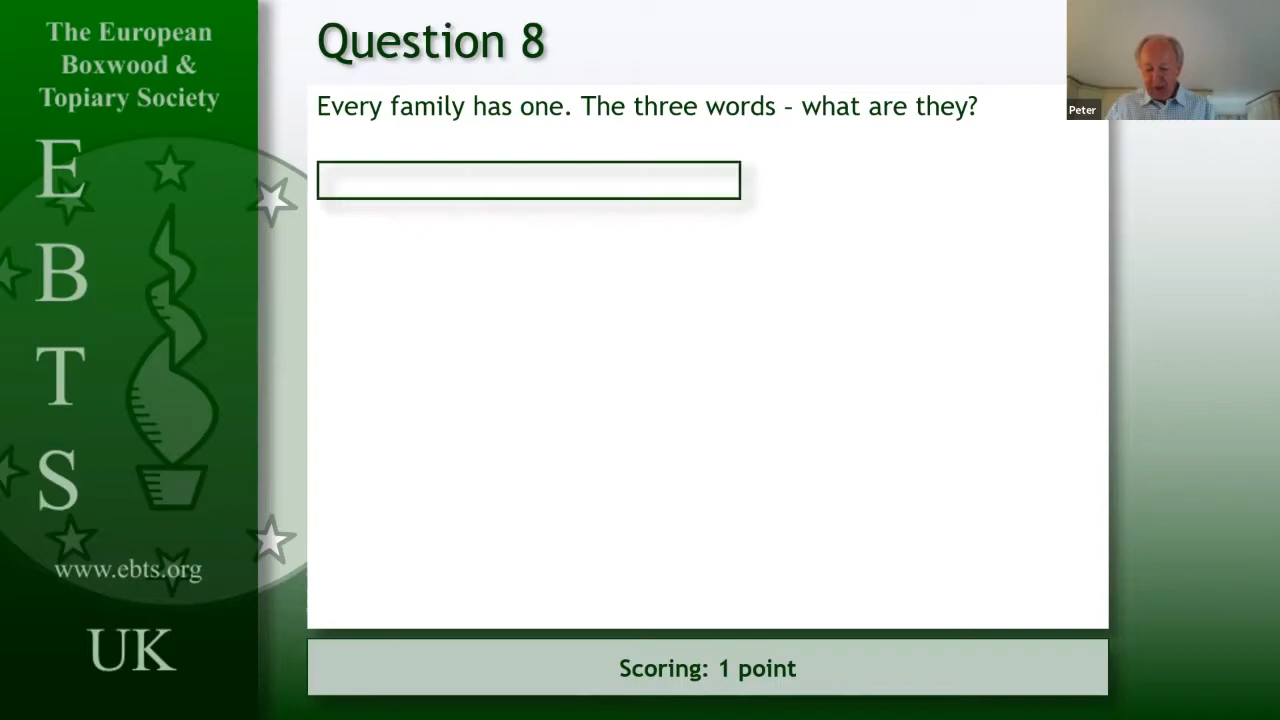 The European
Boxwood &
Topiary Society
E
B
T
S
www.ebts.org
UK
Question 8
Every family has one. The three words – what are they?
Scoring: 1 point
Peter